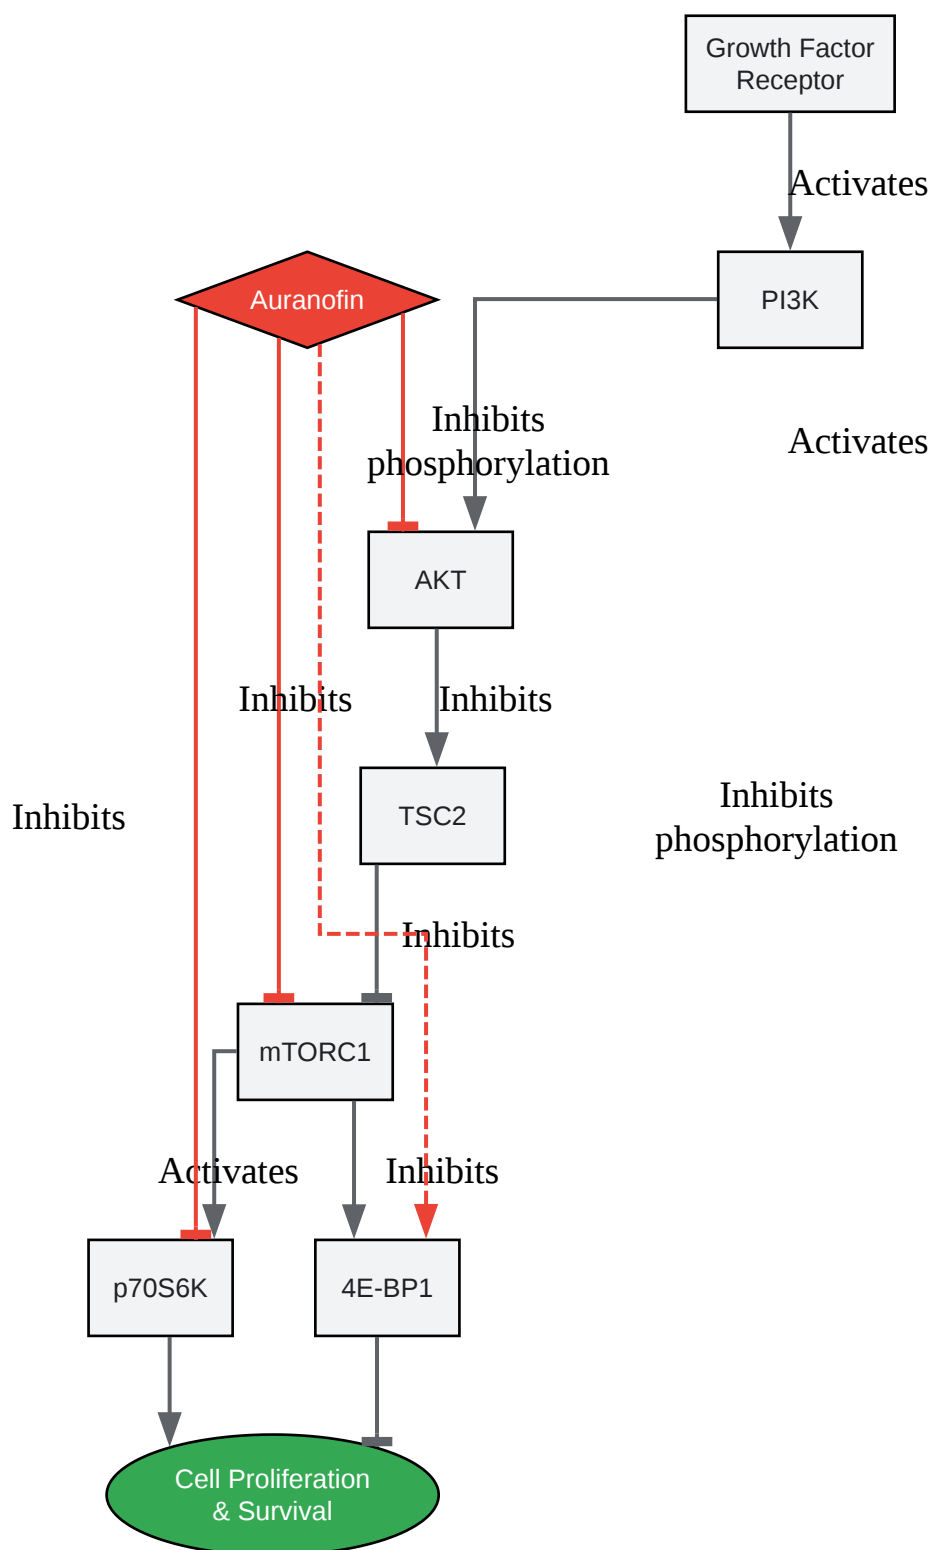 Growth Factor
Receptor
Activates
Auranofin
PI3K
Inhibits
phosphorylation
Activates
AKT
Inhibits
Inhibits
TSC2
Inhibits
Inhibits
phosphorylation
Inhibits
mTORC1
Activates
Inhibits
p70S6K
4E-BP1
Cell Proliferation
& Survival